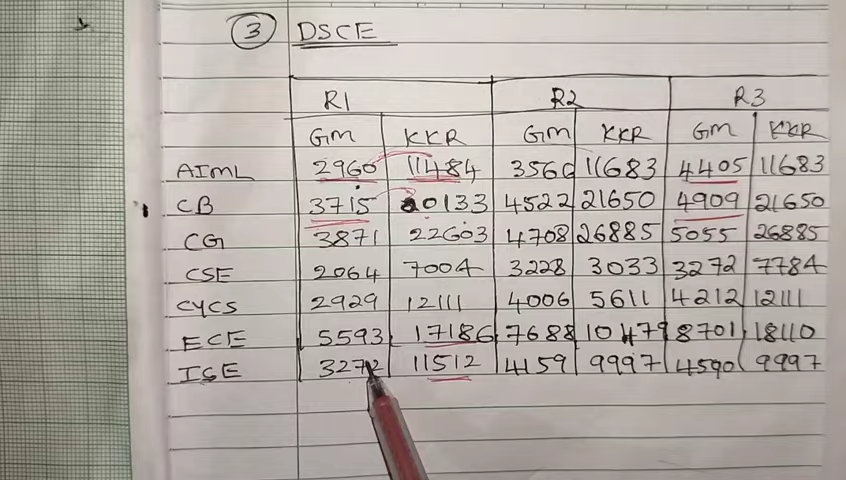 3 DSCE
R1 R2 R3
GM KKR GM KKR GM KKR
AIML 2960 11484 3560 11683 4405 11683
CB 3715 20133 4522 21650 4909 21650
CG 3871 22603 4708 26885 5055 26885
CSE 2064 7004 3228 3033 3272 7784
CYCS 2929 12111 4006 5611 4212 12111
ECE 5593 17186 7688 10479 8701 18110
ISE 3272 11512 4159 9997 4590 9997